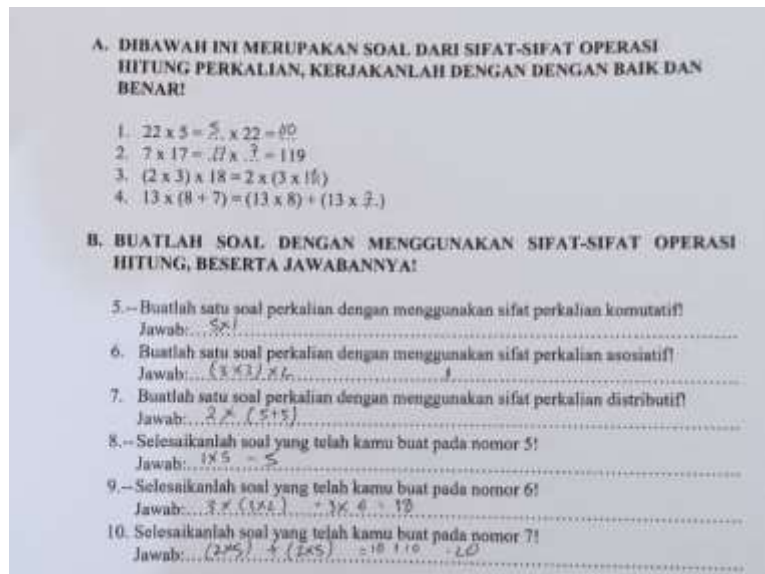 A. DIBAWAH INI MERUPAKAN SOAL DARI SIFAT-SIFAT OPERASI
HITUNG PERKALIAN, KERJAKANLAH DENGAN DENGAN BAIK DAN
BENAR!
1. 22 x 5 = 5 x 22 =
2. 7 x 17 = 17 x 7 = 119
3. (2 x 3) x 18 = 2 x (3 x 18)
4. 13 x (8 + 7) = (13 x 8) + (13 x 7)
B. BUATLAH SOAL DENGAN MENGGUNAKAN SIFAT-SIFAT OPERASI
HITUNG, BESERTA JAWABANNYA!
5. Buatlah satu soal perkalian dengan menggunakan sifat perkalian komutatif!
Jawab: 5x1
6. Buatlah satu soal perkalian dengan menggunakan sifat perkalian asosiatif!
Jawab: (3x3) x 2
7. Buatlah satu soal perkalian dengan menggunakan sifat perkalian distributif!
Jawab: 2 x (5+5)
8. Selesaikanlah soal yang telah kamu buat pada nomor 5!
Jawab: 1x5 = 5
9. Selesaikanlah soal yang telah kamu buat pada nomor 6!
Jawab: 3 x (3x2) = 3 x 6 = 18
10. Selesaikanlah soal yang telah kamu buat pada nomor 7!
Jawab: (2x5) + (2x5) = 10 + 10 = 20